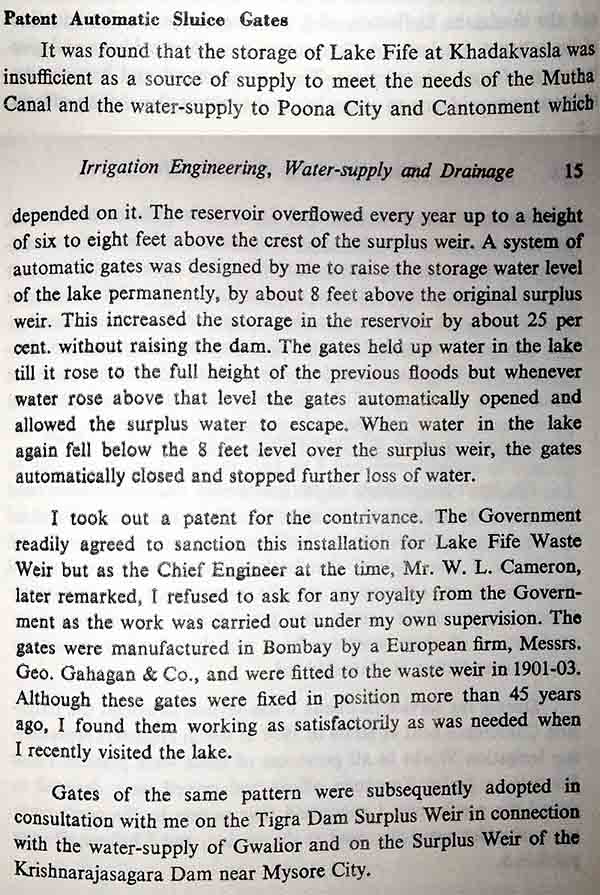 Patent Automatic Sluice Gates
It was found that the storage of Lake Fife at Khadakvasla was
insufficient as a source of supply to meet the needs of the Mutha
Canal and the water-supply to Poona City and Cantonment which
Irrigation Engineering, Water-supply and Drainage 15
depended on it. The reservoir overflowed every year up to a height
of six to eight feet above the crest of the surplus weir. A system of
automatic gates was designed by me to raise the storage water level
of the lake permanently, by about 8 feet above the original surplus
weir. This increased the storage in the reservoir by about 25 per
cent. without raising the dam. The gates held up water in the lake
till it rose to the full height of the previous floods but whenever
water rose above that level the gates automatically opened and
allowed the surplus water to escape. When water in the lake
again fell below the 8 feet level over the surplus weir, the gates
automatically closed and stopped further loss of water.
I took out a patent for the contrivance. The Government
readily agreed to sanction this installation for Lake Fife Waste
Weir but as the Chief Engineer at the time, Mr. W. L. Cameron,
later remarked, I refused to ask for any royalty from the Govern-
ment as the work was carried out under my own supervision. The
gates were manufactured in Bombay by a European firm, Messrs.
Geo. Gahagan & Co., and were fitted to the waste weir in 1901-03.
Although these gates were fixed in position more than 45 years
ago, I found them working as satisfactorily as was needed when
I recently visited the lake.
Gates of the same pattern were subsequently adopted in
consultation with me on the Tigra Dam Surplus Weir in connection
with the water-supply of Gwalior and on the Surplus Weir of the
Krishnarajasagara Dam near Mysore City.